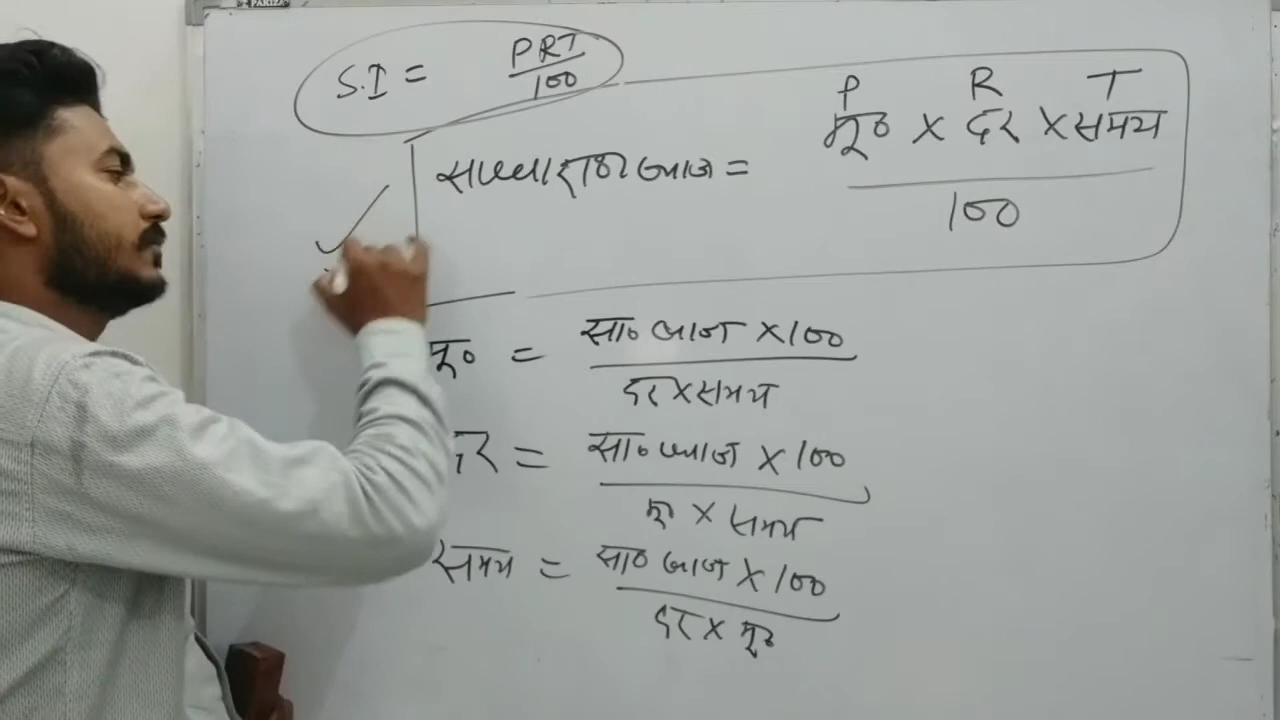 S.I = PRT/100
P R T
साधारण ब्याज = मू० × दर × समय / 100
मू० = सा० ब्याज × 100 / दर × समय
दर = सा० ब्याज × 100 / मू × समय
समय = सा० ब्याज × 100 / दर × मू०